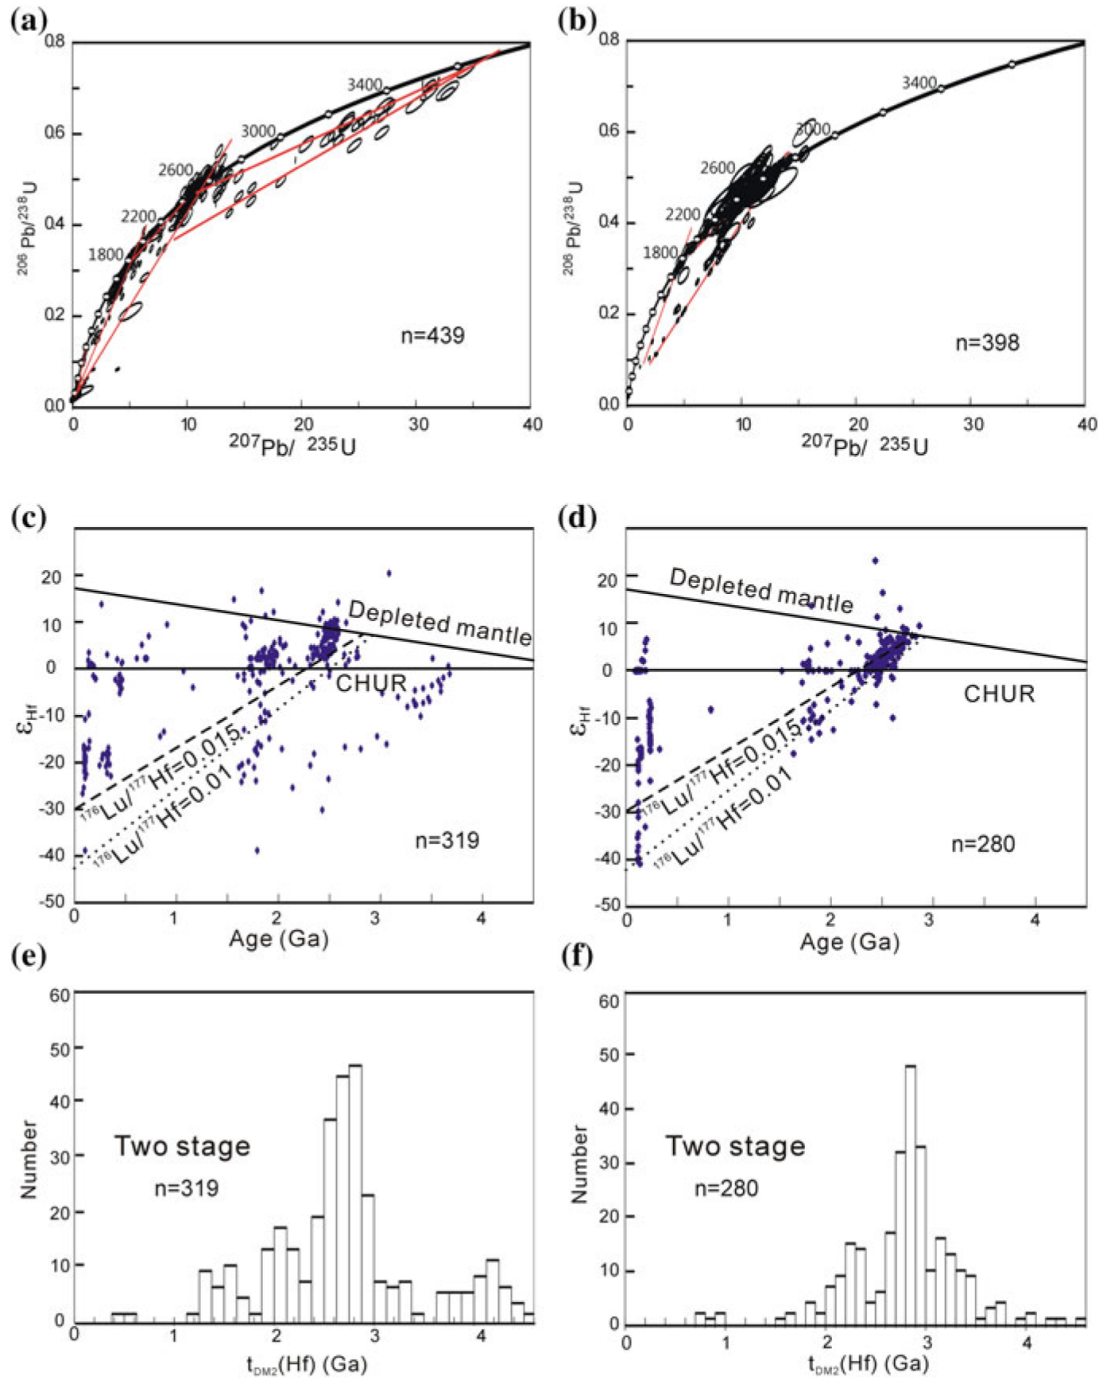 (a)
(b)
0.8
0.6
0.4
0.2
0.0
²⁰⁶Pb/²³⁸U
3400
3000
2600
2200
1800
n=439
0 10 20 30 40
²⁰⁷Pb/ ²³⁵U
0.8
0.6
0.4
0.2
0.0
²⁰⁶Pb/²³⁸U
3400
3000
2600
2200
1800
n=398
0 10 20 30 40
²⁰⁷Pb/ ²³⁵U
(c)
(d)
20
10
0
-10
-20
-30
-40
-50
εHf
Depleted mantle
CHUR
¹⁷⁶Lu/¹⁷⁷Hf=0.015
¹⁷⁶Lu/¹⁷⁷Hf=0.01
n=319
0 1 2 3 4
Age (Ga)
20
10
0
-10
-20
-30
-40
-50
εHf
Depleted mantle
CHUR
¹⁷⁶Lu/¹⁷⁷Hf=0.015
¹⁷⁶Lu/¹⁷⁷Hf=0.01
n=280
0 1 2 3 4
Age (Ga)
(e)
(f)
60
50
40
30
20
10
0
Number
Two stage
n=319
0 1 2 3 4
tDM2(Hf) (Ga)
60
50
40
30
20
10
0
Number
Two stage
n=280
0 1 2 3 4
tDM2(Hf) (Ga)